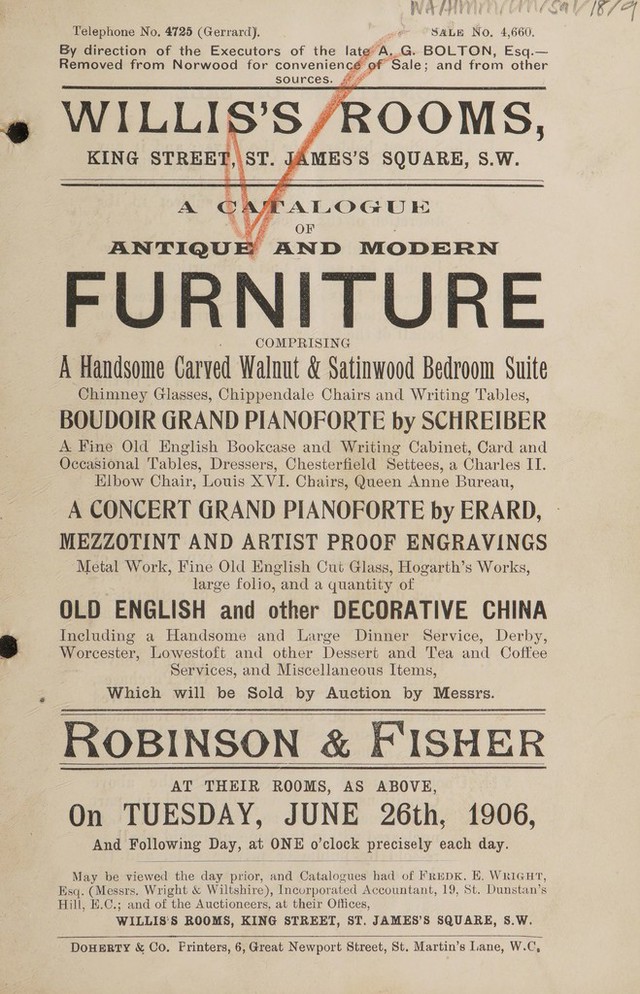 18/9
Telephone No. 4725 (Gerrard). SALE No. 4,660.
By direction of the Executors of the late A. G. BOLTON, Esq.—
Removed from Norwood for convenience of Sale; and from other
sources.
WILLIS'S ROOMS,
KING STREET, ST. JAMES'S SQUARE, S.W.
A CATALOGUE
OF
ANTIQUE AND MODERN
FURNITURE
COMPRISING
A Handsome Carved Walnut & Satinwood Bedroom Suite
Chimney Glasses, Chippendale Chairs and Writing Tables,
BOUDOIR GRAND PIANOFORTE by SCHREIBER
A Fine Old English Bookcase and Writing Cabinet, Card and
Occasional Tables, Dressers, Chesterfield Settees, a Charles II.
Elbow Chair, Louis XVI. Chairs, Queen Anne Bureau,
A CONCERT GRAND PIANOFORTE by ERARD,
MEZZOTINT AND ARTIST PROOF ENGRAVINGS
Metal Work, Fine Old English Cut Glass, Hogarth's Works,
large folio, and a quantity of
OLD ENGLISH and other DECORATIVE CHINA
Including a Handsome and Large Dinner Service, Derby,
Worcester, Lowestoft and other Dessert and Tea and Coffee
Services, and Miscellaneous Items,
Which will be Sold by Auction by Messrs.
ROBINSON & FISHER
AT THEIR ROOMS, AS ABOVE,
On TUESDAY, JUNE 26th, 1906,
And Following Day, at ONE o'clock precisely each day.
May be viewed the day prior, and Catalogues had of FREDK. E. WRIGHT,
Esq. (Messrs. Wright & Wiltshire), Incorporated Accountant, 19, St. Dunstan's
Hill, E.C.; and of the Auctioneers, at their Offices,
WILLIS'S ROOMS, KING STREET, ST. JAMES'S SQUARE, S.W.
DOHERTY & Co. Printers, 6, Great Newport Street, St. Martin's Lane, W.C.